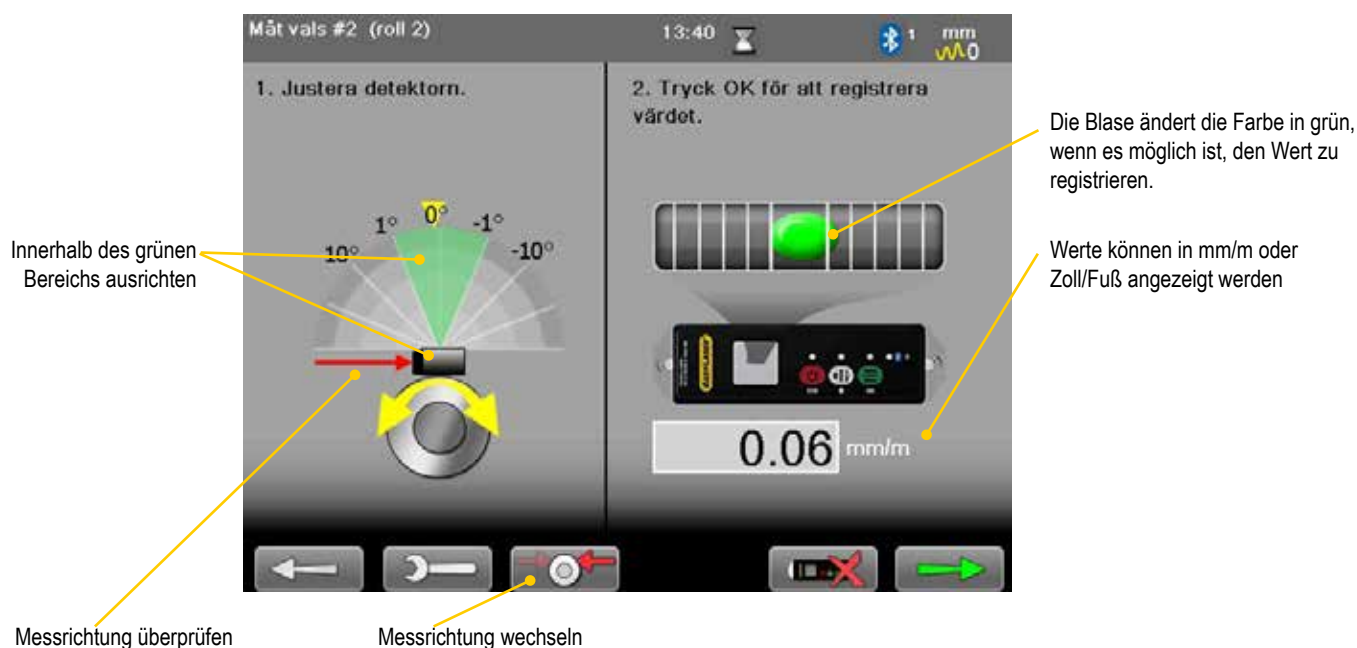 Mät vals #2 (roll 2)
13:40
1
mm
0
1. Justera detektorn.
2. Tryck OK för att registrera
värdet.
Die Blase ändert die Farbe in grün,
wenn es möglich ist, den Wert zu
registrieren.
10°
1°
0°
-1°
-10°
Innerhalb des grünen
Bereichs ausrichten
Werte können in mm/m oder
Zoll/Fuß angezeigt werden
0.06 mm/m
Messrichtung überprüfen
Messrichtung wechseln